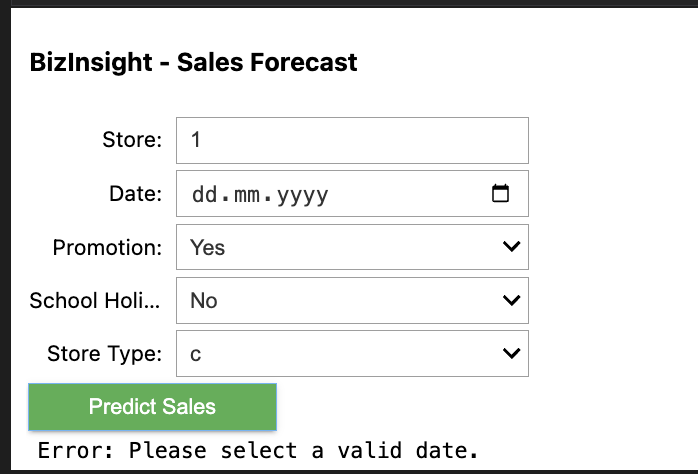 BizInsight - Sales Forecast
Store: 1
Date: dd.mm.yyyy
Promotion: Yes
School Holi... No
Store Type: c
Predict Sales
Error: Please select a valid date.